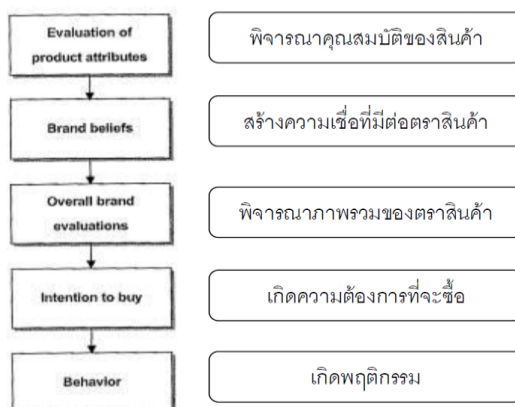 Evaluation of
product attributes
พิจารณาคุณสมบัติของสินค้า
Brand beliefs
สร้างความเชื่อที่มีต่อตราสินค้า
Overall brand
evaluations
พิจารณาภาพรวมของตราสินค้า
Intention to buy
เกิดความต้องการที่จะซื้อ
Behavior
เกิดพฤติกรรม